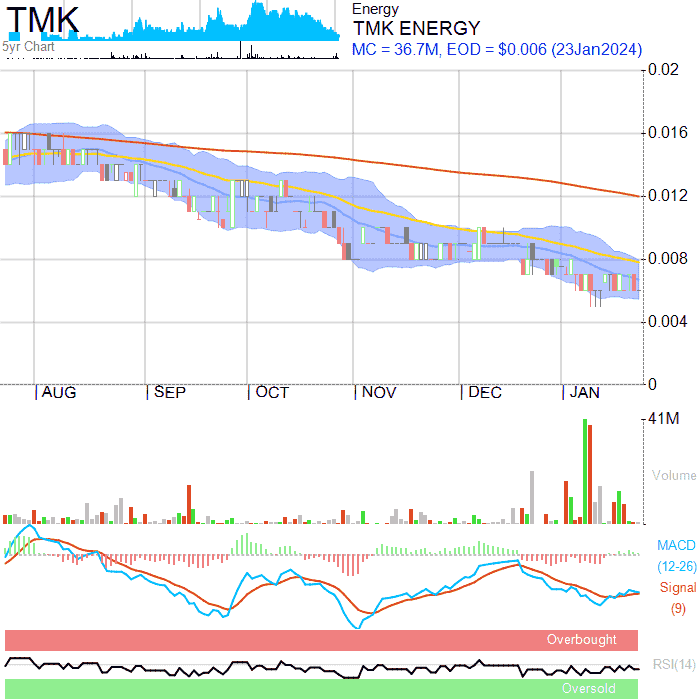 TMK
Energy
TMK ENERGY
5yr Chart
MC = 36.7M, EOD = $0.006 (23Jan2024)
0.02
0.016
0.012
0.008
0.004
0
AUG
SEP
OCT
NOV
DEC
JAN
41M
Volume
MACD
(12-26)
Signal
(9)
Overbought
RSI(14)
Oversold